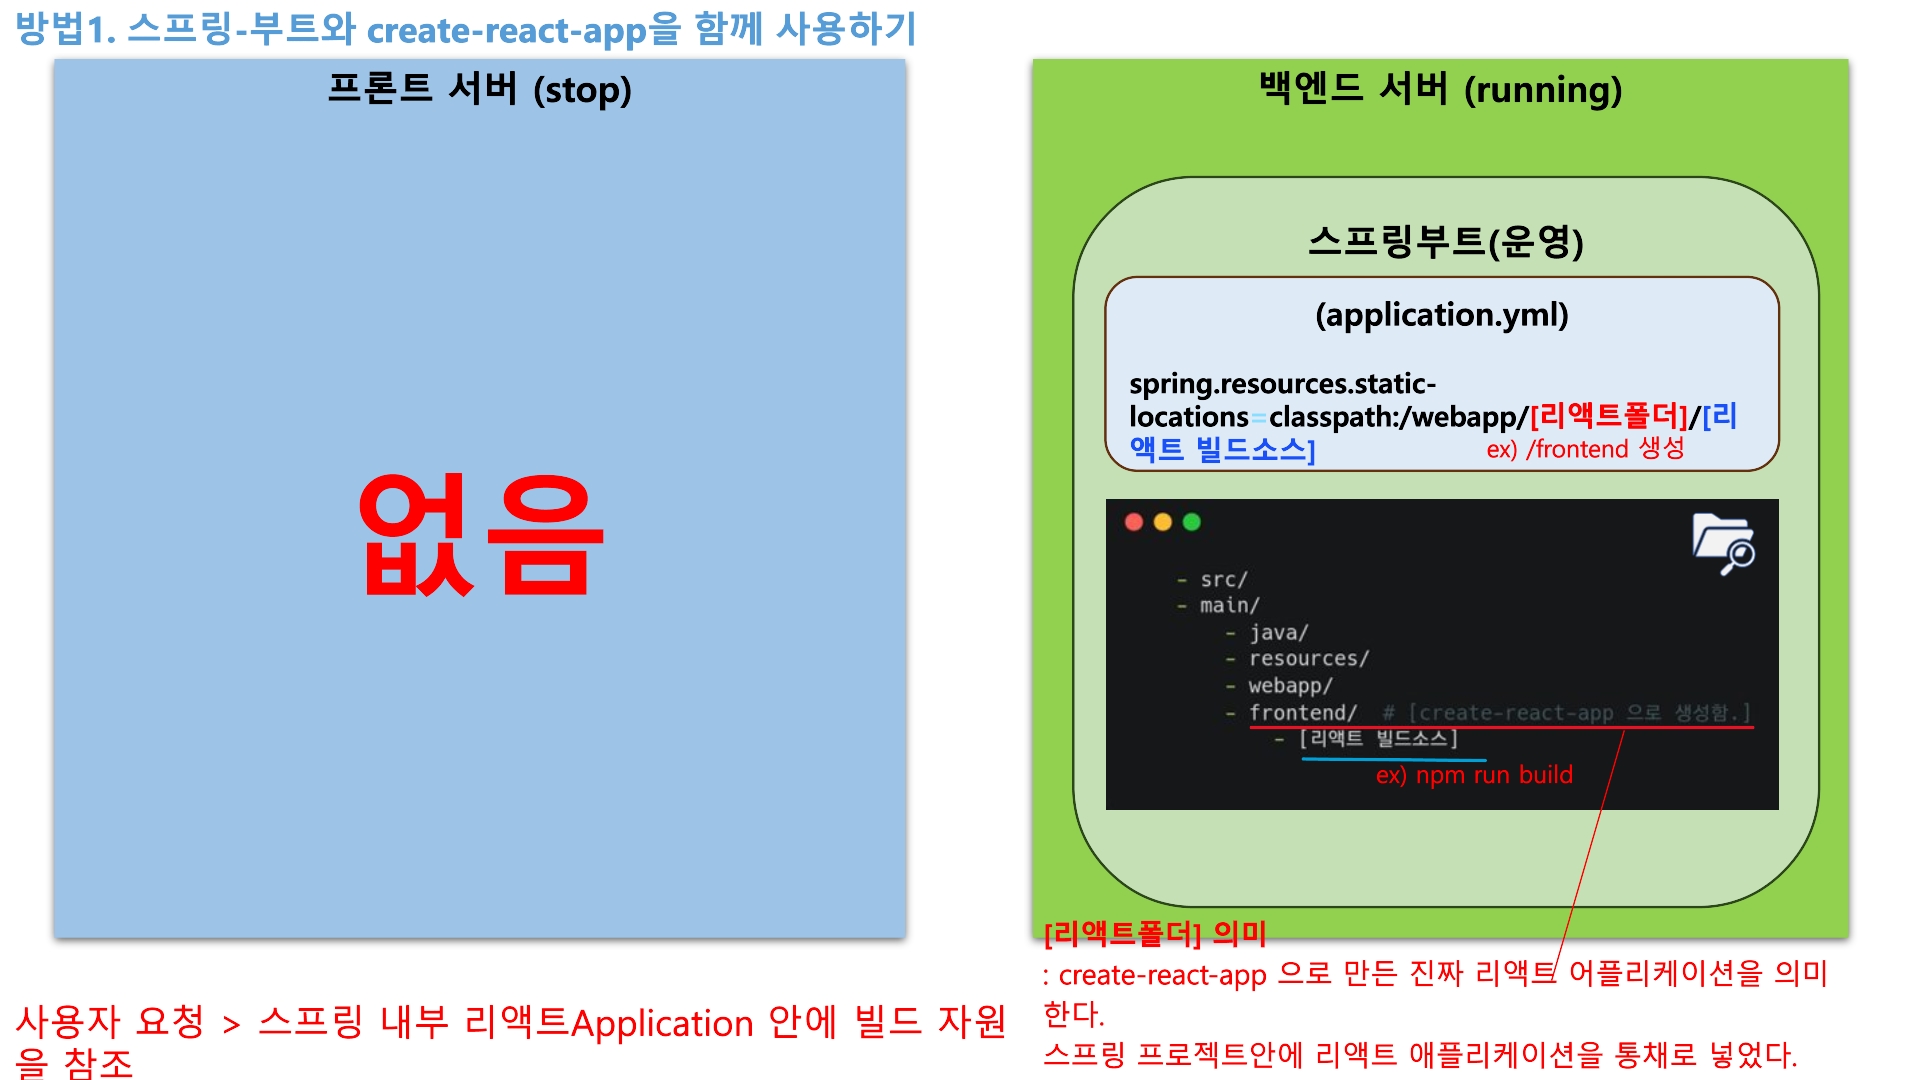 방법1. 스프링-부트와 create-react-app을 함께 사용하기
프론트 서버 (stop)
없음
백엔드 서버 (running)
스프링부트(운영)
(application.yml)
spring.resources.static-
locations=classpath:/webapp/[리액트폴더]/[리
액트 빌드소스]
ex) /frontend 생성
- src/
- main/
- java/
- resources/
- webapp/
- frontend/ # [create-react-app 으로 생성함.]
- [리액트 빌드소스]
ex) npm run build
[리액트폴더] 의미
: create-react-app 으로 만든 진짜 리액트 어플리케이션을 의미
한다.
스프링 프로젝트안에 리액트 애플리케이션을 통채로 넣었다.
사용자 요청 > 스프링 내부 리액트Application 안에 빌드 자원
을 참조